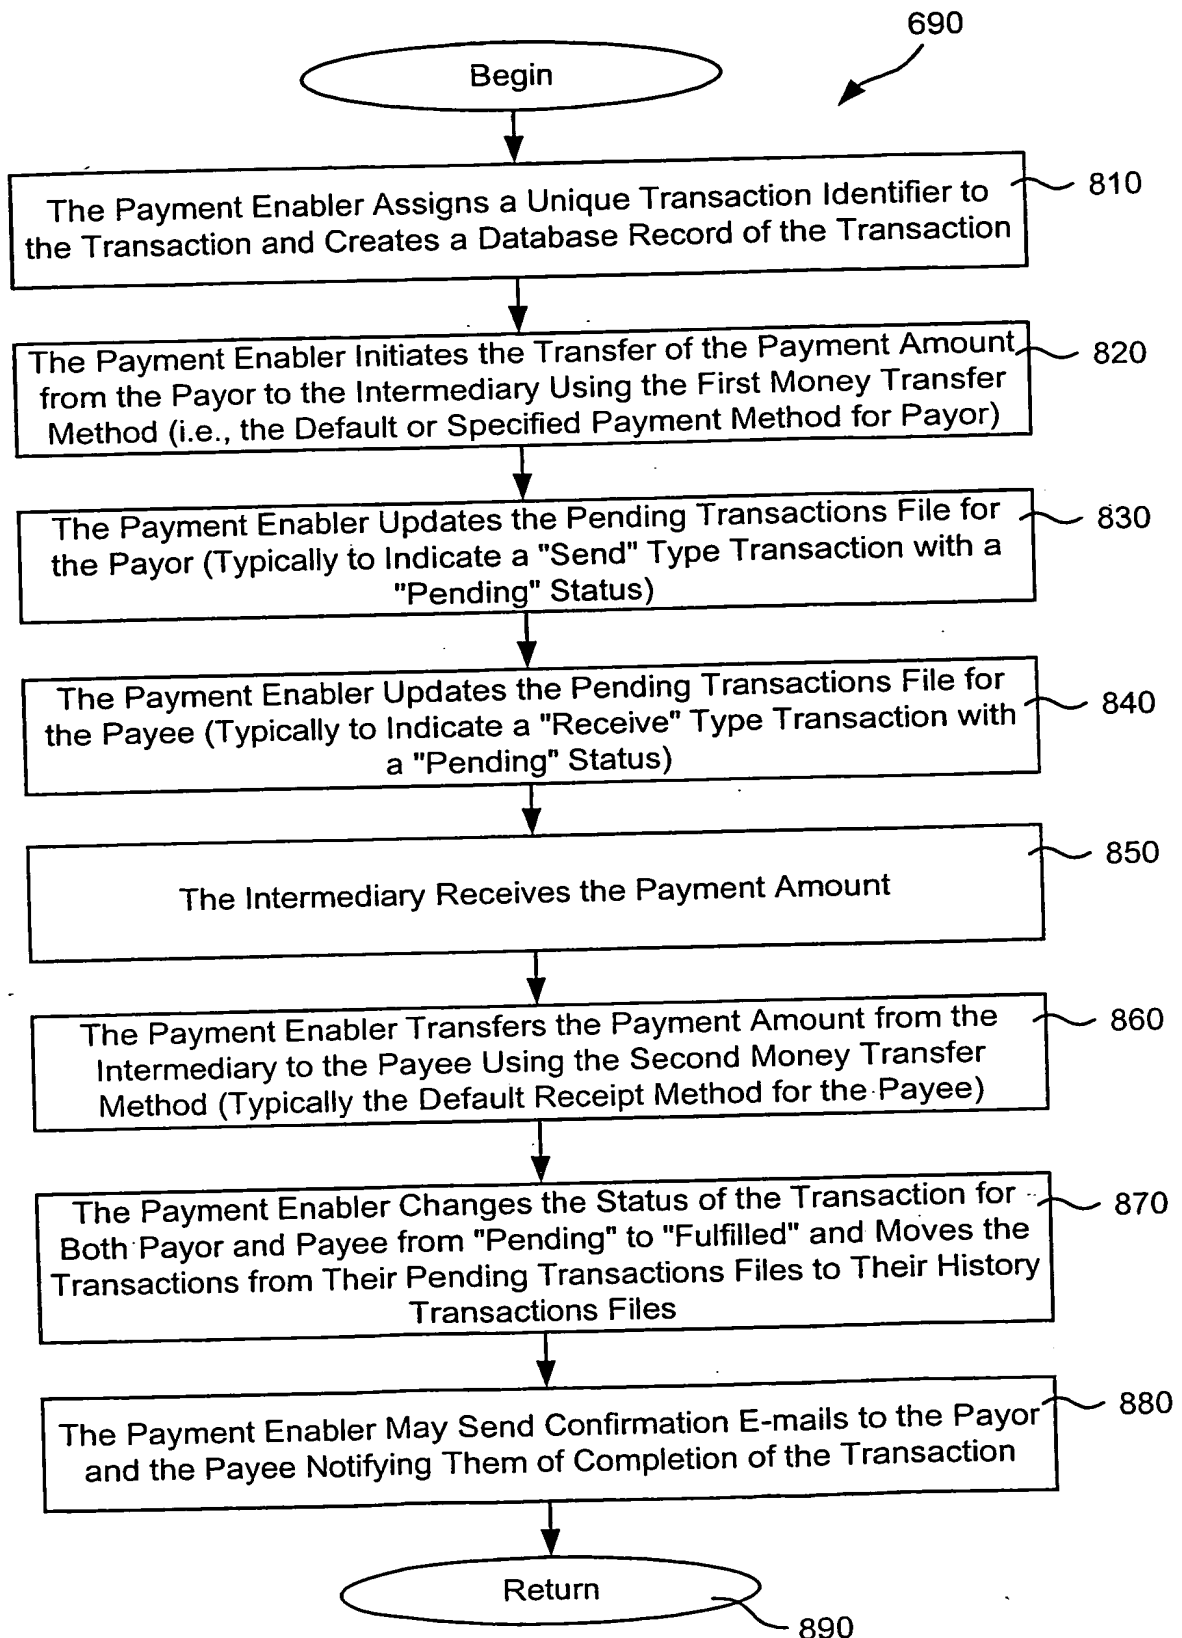 690
Begin
The Payment Enabler Assigns a Unique Transaction Identifier to
the Transaction and Creates a Database Record of the Transaction
810
The Payment Enabler Initiates the Transfer of the Payment Amount
from the Payor to the Intermediary Using the First Money Transfer
Method (i.e., the Default or Specified Payment Method for Payor)
820
The Payment Enabler Updates the Pending Transactions File for
the Payor (Typically to Indicate a "Send" Type Transaction with a
"Pending" Status)
830
The Payment Enabler Updates the Pending Transactions File for
the Payee (Typically to Indicate a "Receive" Type Transaction with
a "Pending" Status)
840
The Intermediary Receives the Payment Amount
850
The Payment Enabler Transfers the Payment Amount from the
Intermediary to the Payee Using the Second Money Transfer
Method (Typically the Default Receipt Method for the Payee)
860
The Payment Enabler Changes the Status of the Transaction for
Both Payor and Payee from "Pending" to "Fulfilled" and Moves the
Transactions from Their Pending Transactions Files to Their History
Transactions Files
870
The Payment Enabler May Send Confirmation E-mails to the Payor
and the Payee Notifying Them of Completion of the Transaction
880
Return
890